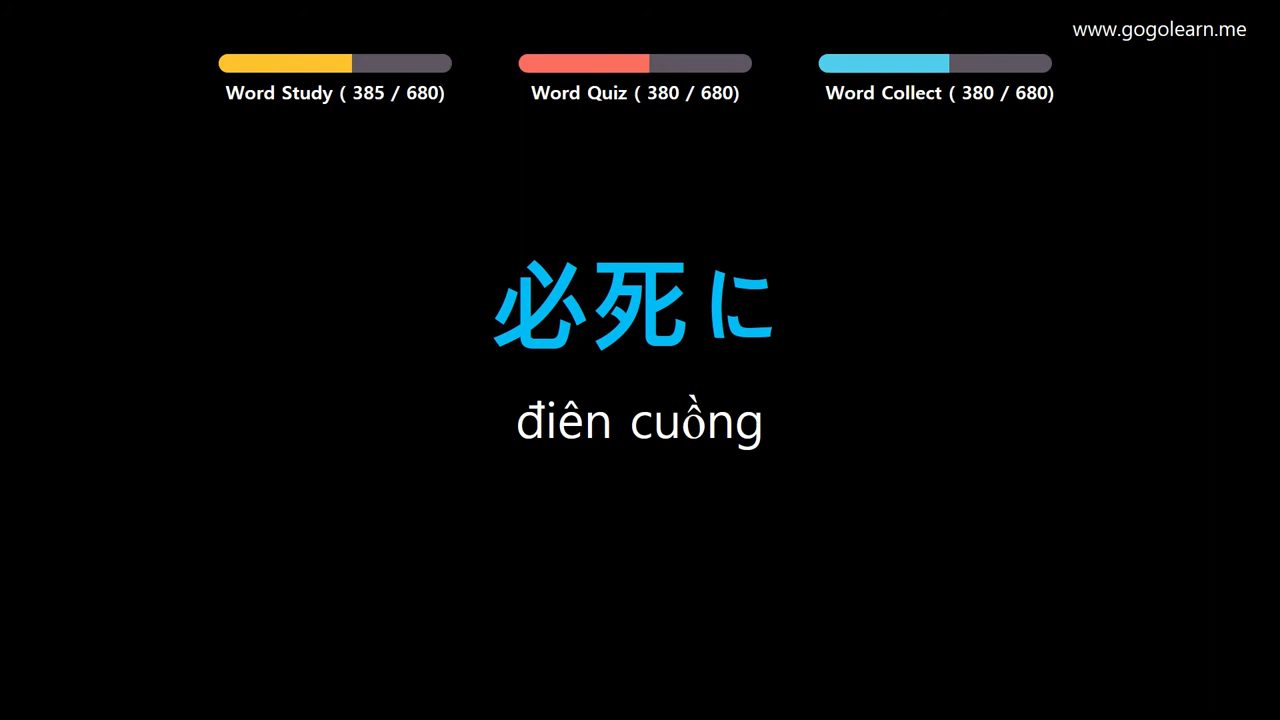 www.gogolearn.me
Word Study ( 385 / 680)
Word Quiz ( 380 / 680)
Word Collect ( 380 / 680)
必死に
điên cuồng